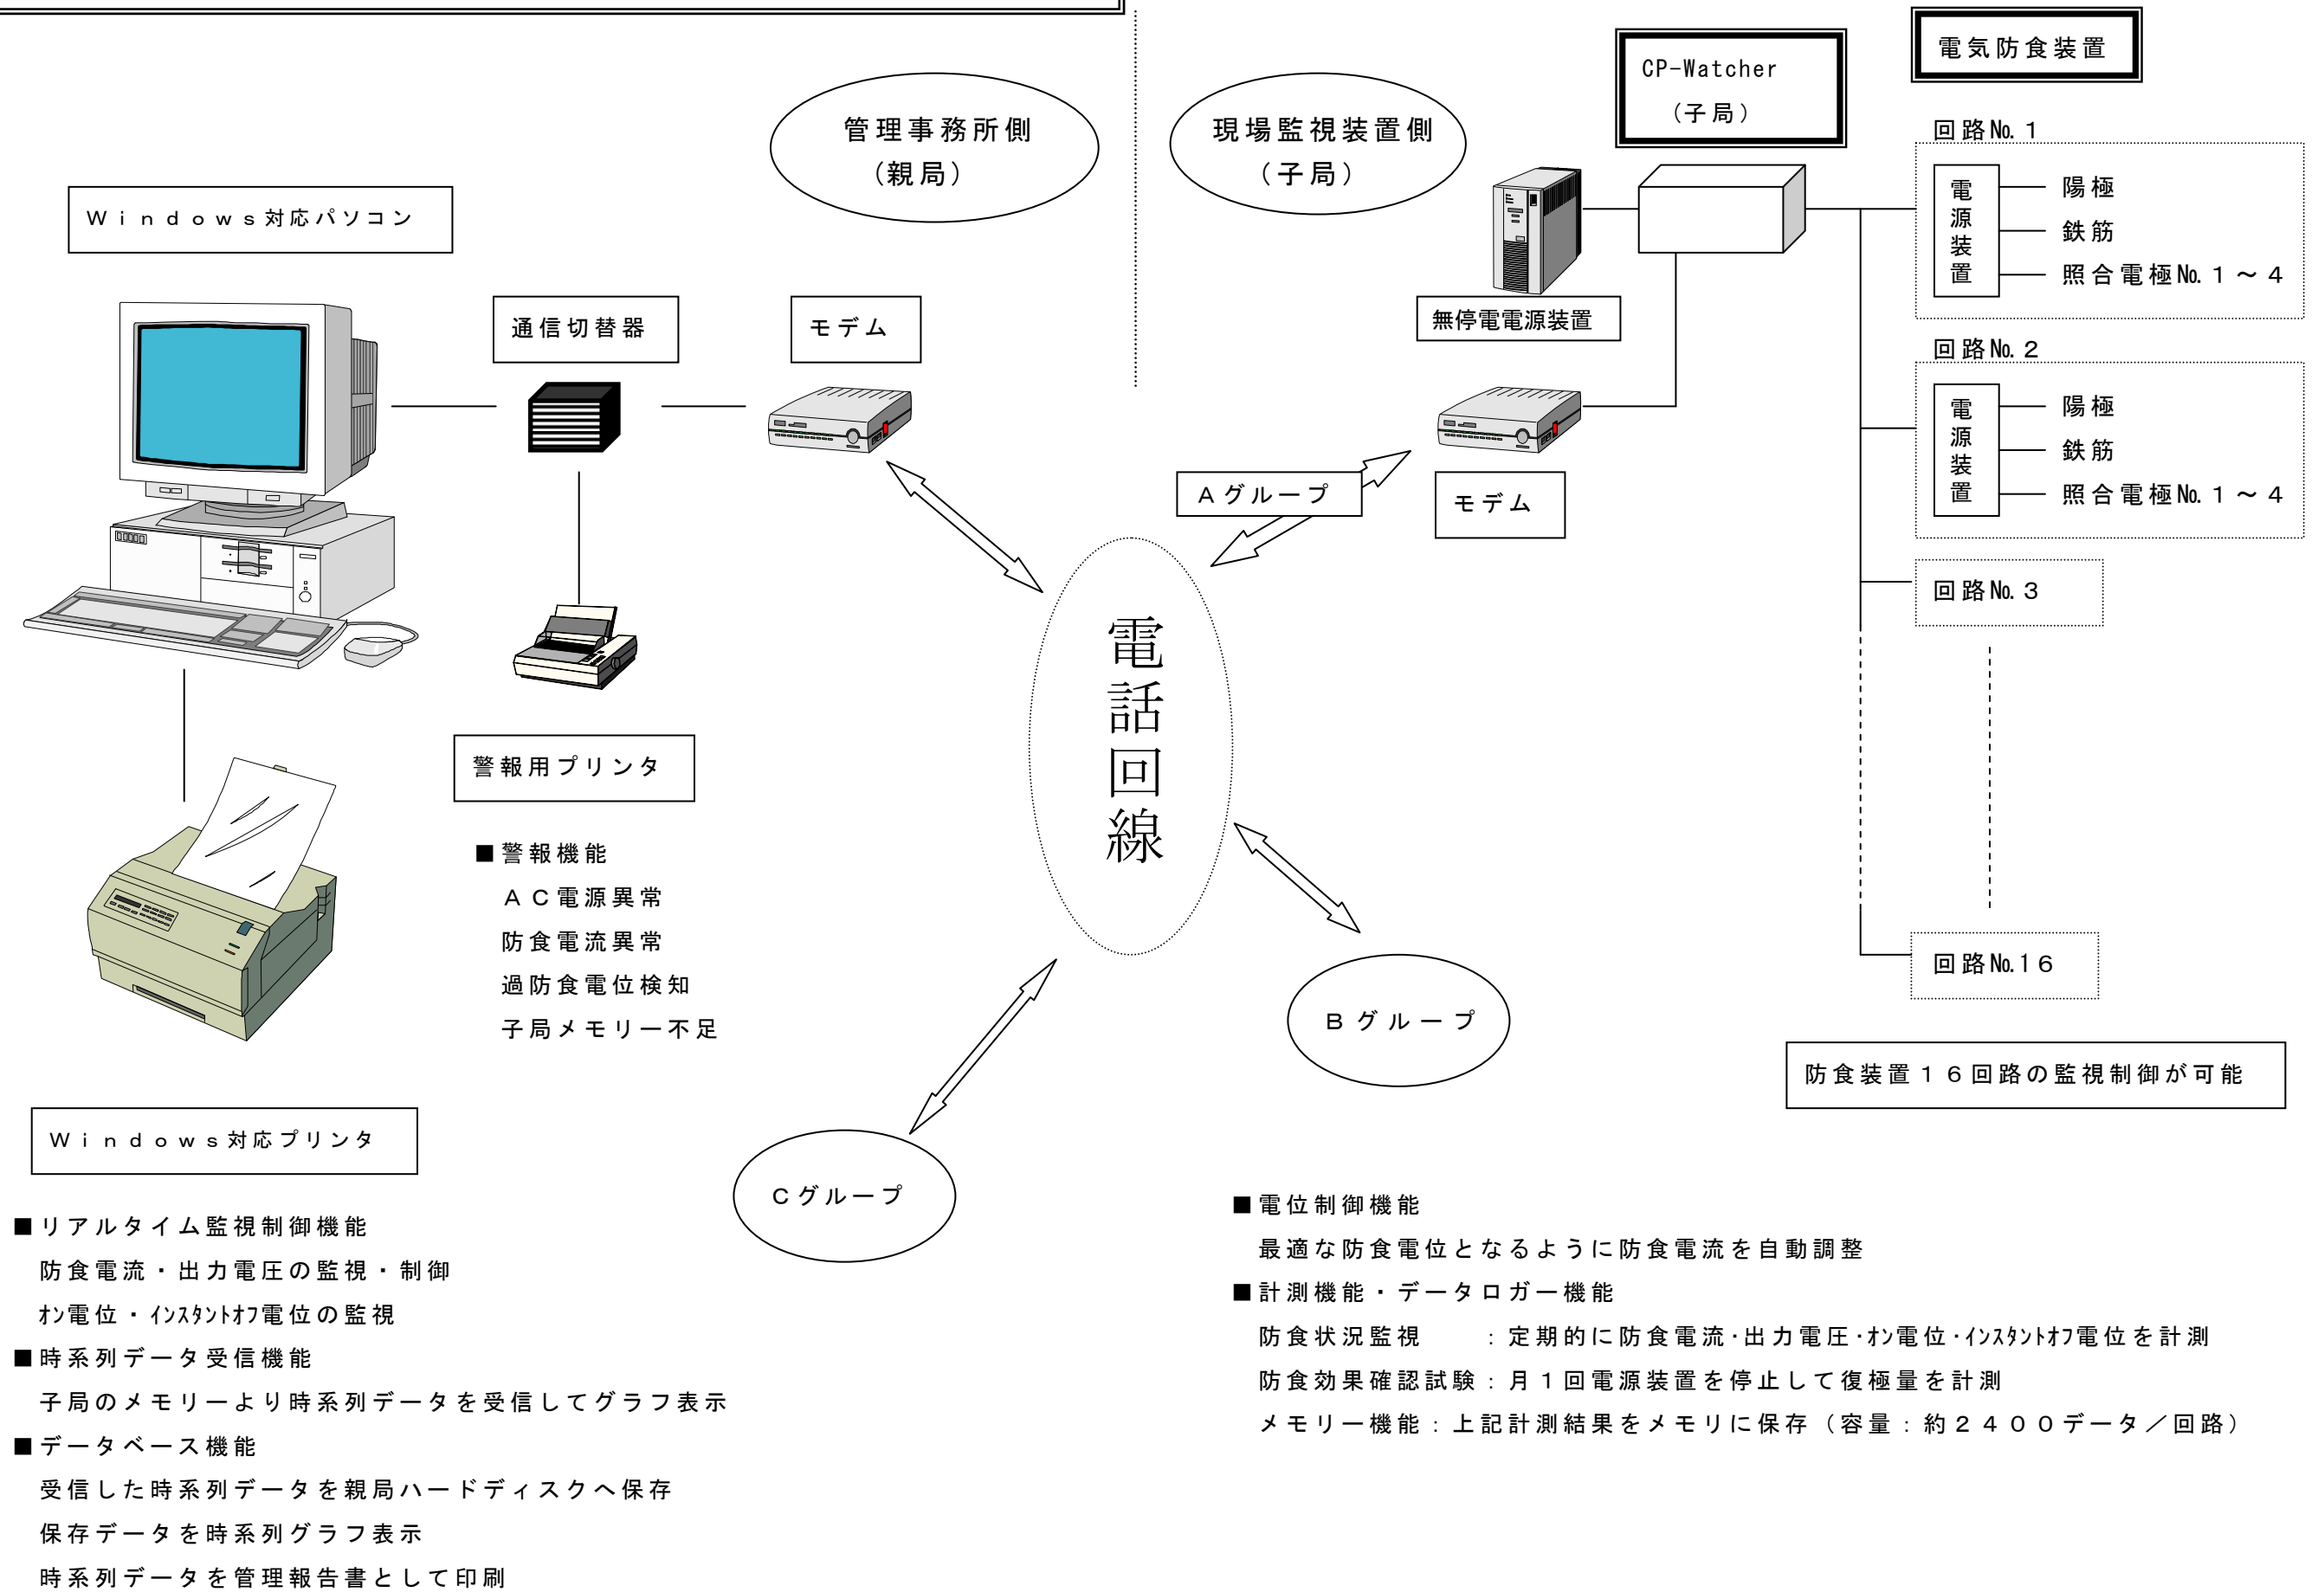 管理事務所側
（親局）
現場監視装置側
（子局）
CP-Watcher
（子局）
電気防食装置
Ｗｉｎｄｏｗｓ対応パソコン
通信切替器
モデム
無停電電源装置
モデム
Ａグループ
回路№１
電源装置
陽極
鉄筋
照合電極№１～４
回路№２
電源装置
陽極
鉄筋
照合電極№１～４
回路№３
回路№１６
防食装置１６回路の監視制御が可能
電話回線
Ｂグループ
Ｃグループ
警報用プリンタ
■警報機能
ＡＣ電源異常
防食電流異常
過防食電位検知
子局メモリー不足
Ｗｉｎｄｏｗｓ対応プリンタ
■リアルタイム監視制御機能
防食電流・出力電圧の監視・制御
ｵﾝ電位・ｲﾝｽﾀﾝﾄｵﾌ電位の監視
■時系列データ受信機能
子局のメモリーより時系列データを受信してグラフ表示
■データベース機能
受信した時系列データを親局ハードディスクへ保存
保存データを時系列グラフ表示
時系列データを管理報告書として印刷
■電位制御機能
最適な防食電位となるように防食電流を自動調整
■計測機能・データロガー機能
防食状況監視　　：定期的に防食電流･出力電圧･ｵﾝ電位･ｲﾝｽﾀﾝﾄｵﾌ電位を計測
防食効果確認試験：月１回電源装置を停止して復極量を計測
メモリー機能：上記計測結果をメモリに保存（容量：約２４００データ／回路）